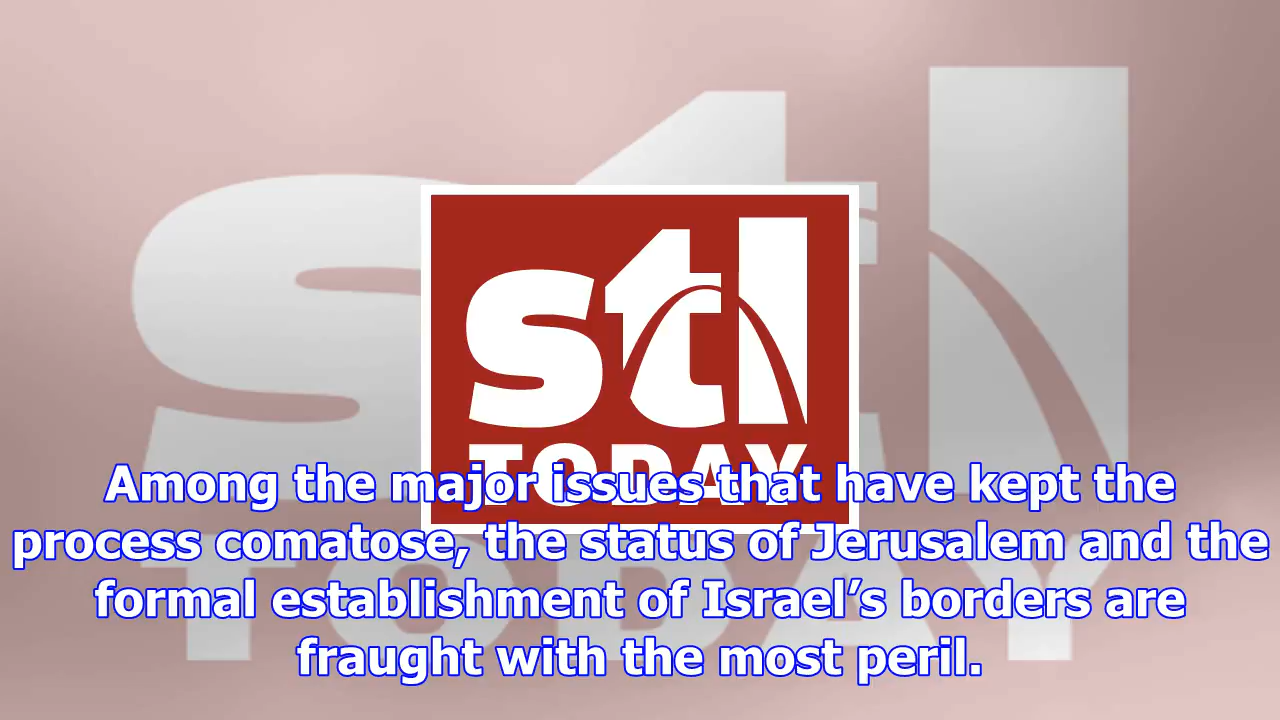 stl
TODAY
Among the major issues that have kept the
process comatose, the status of Jerusalem and the
formal establishment of Israel’s borders are
fraught with the most peril.